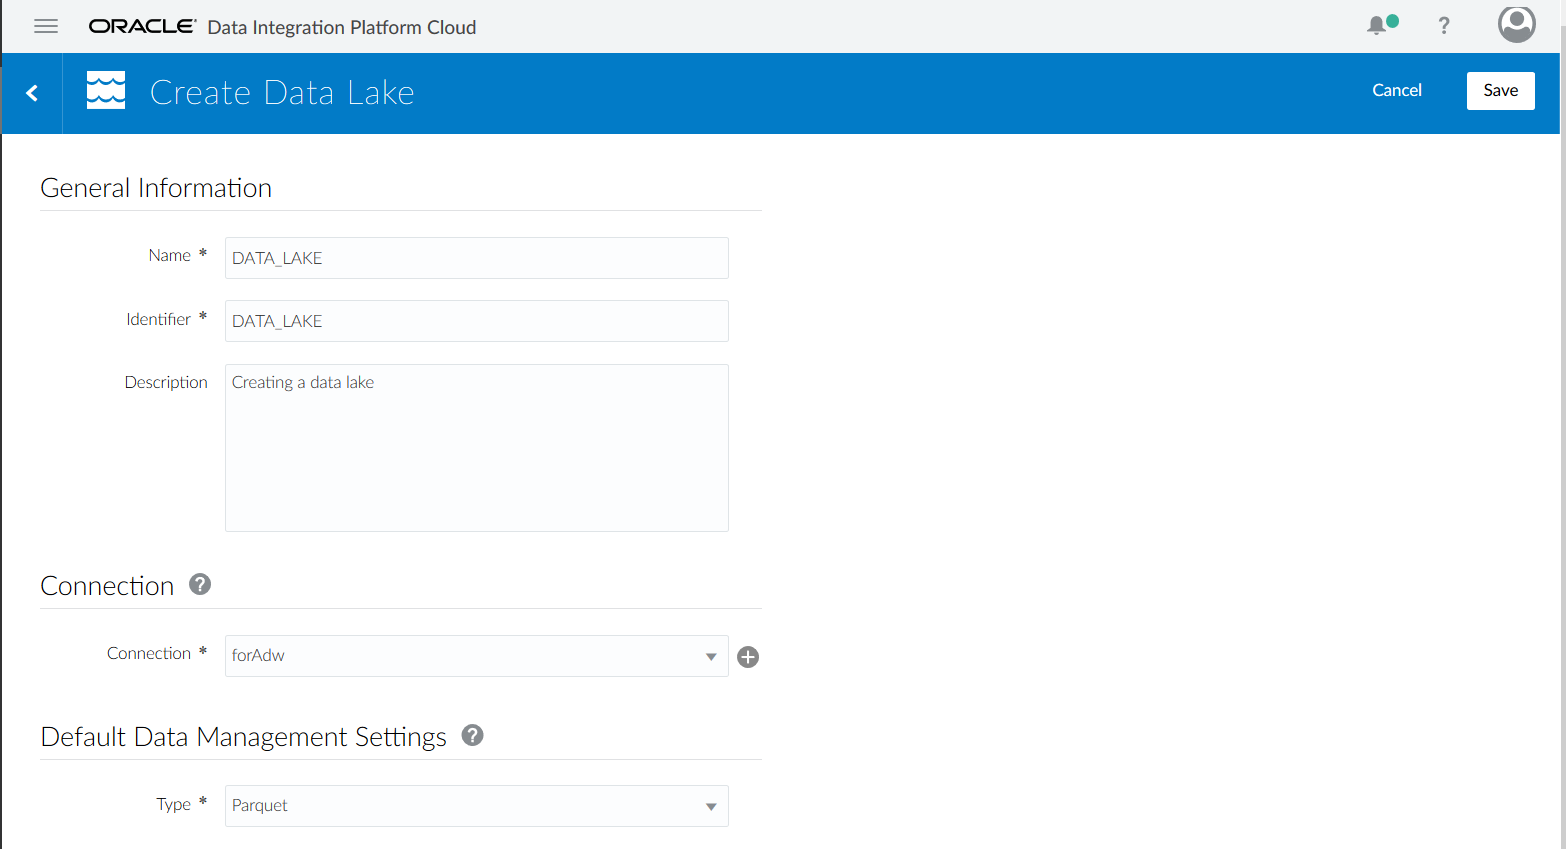 ORACLE Data Integration Platform Cloud ?
Create Data Lake Cancel Save
General Information
Name * DATA_LAKE
Identifier * DATA_LAKE
Description Creating a data lake
Connection ?
Connection * forAdw
Default Data Management Settings ?
Type * Parquet